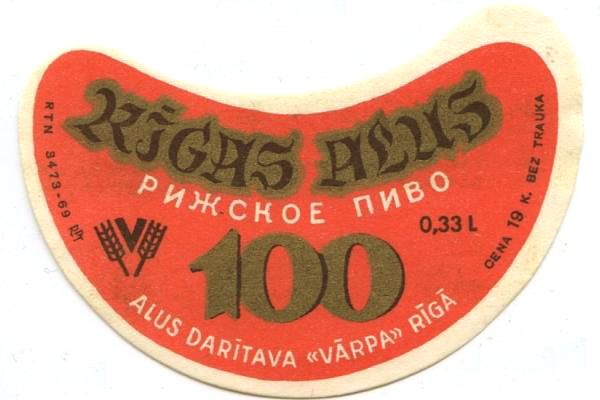 RĪGAS ALUS
РИЖСКОЕ ПИВО
100
0,33 L
ALUS DARĪTAVA «VĀRPA» RĪGĀ
RTN 3473-69
CENA 19 K. BEZ TRAUKA